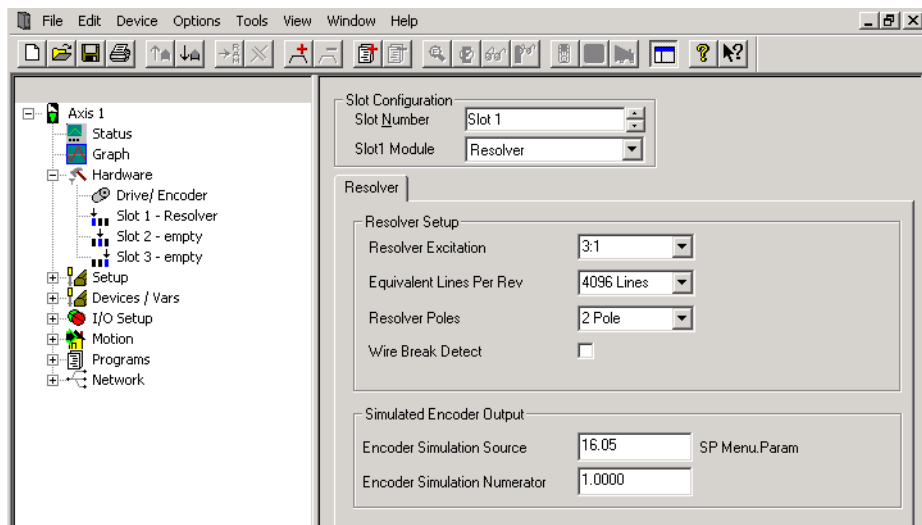 File Edit Device Options Tools View Window Help
Axis 1
Status
Graph
Hardware
Drive/ Encoder
Slot 1 - Resolver
Slot 2 - empty
Slot 3 - empty
Setup
Devices / Vars
I/O Setup
Motion
Programs
Network
Slot Configuration
Slot Number Slot 1
Slot1 Module Resolver
Resolver
Resolver Setup
Resolver Excitation 3:1
Equivalent Lines Per Rev 4096 Lines
Resolver Poles 2 Pole
Wire Break Detect
Simulated Encoder Output
Encoder Simulation Source 16.05 SP Menu.Param
Encoder Simulation Numerator 1.0000